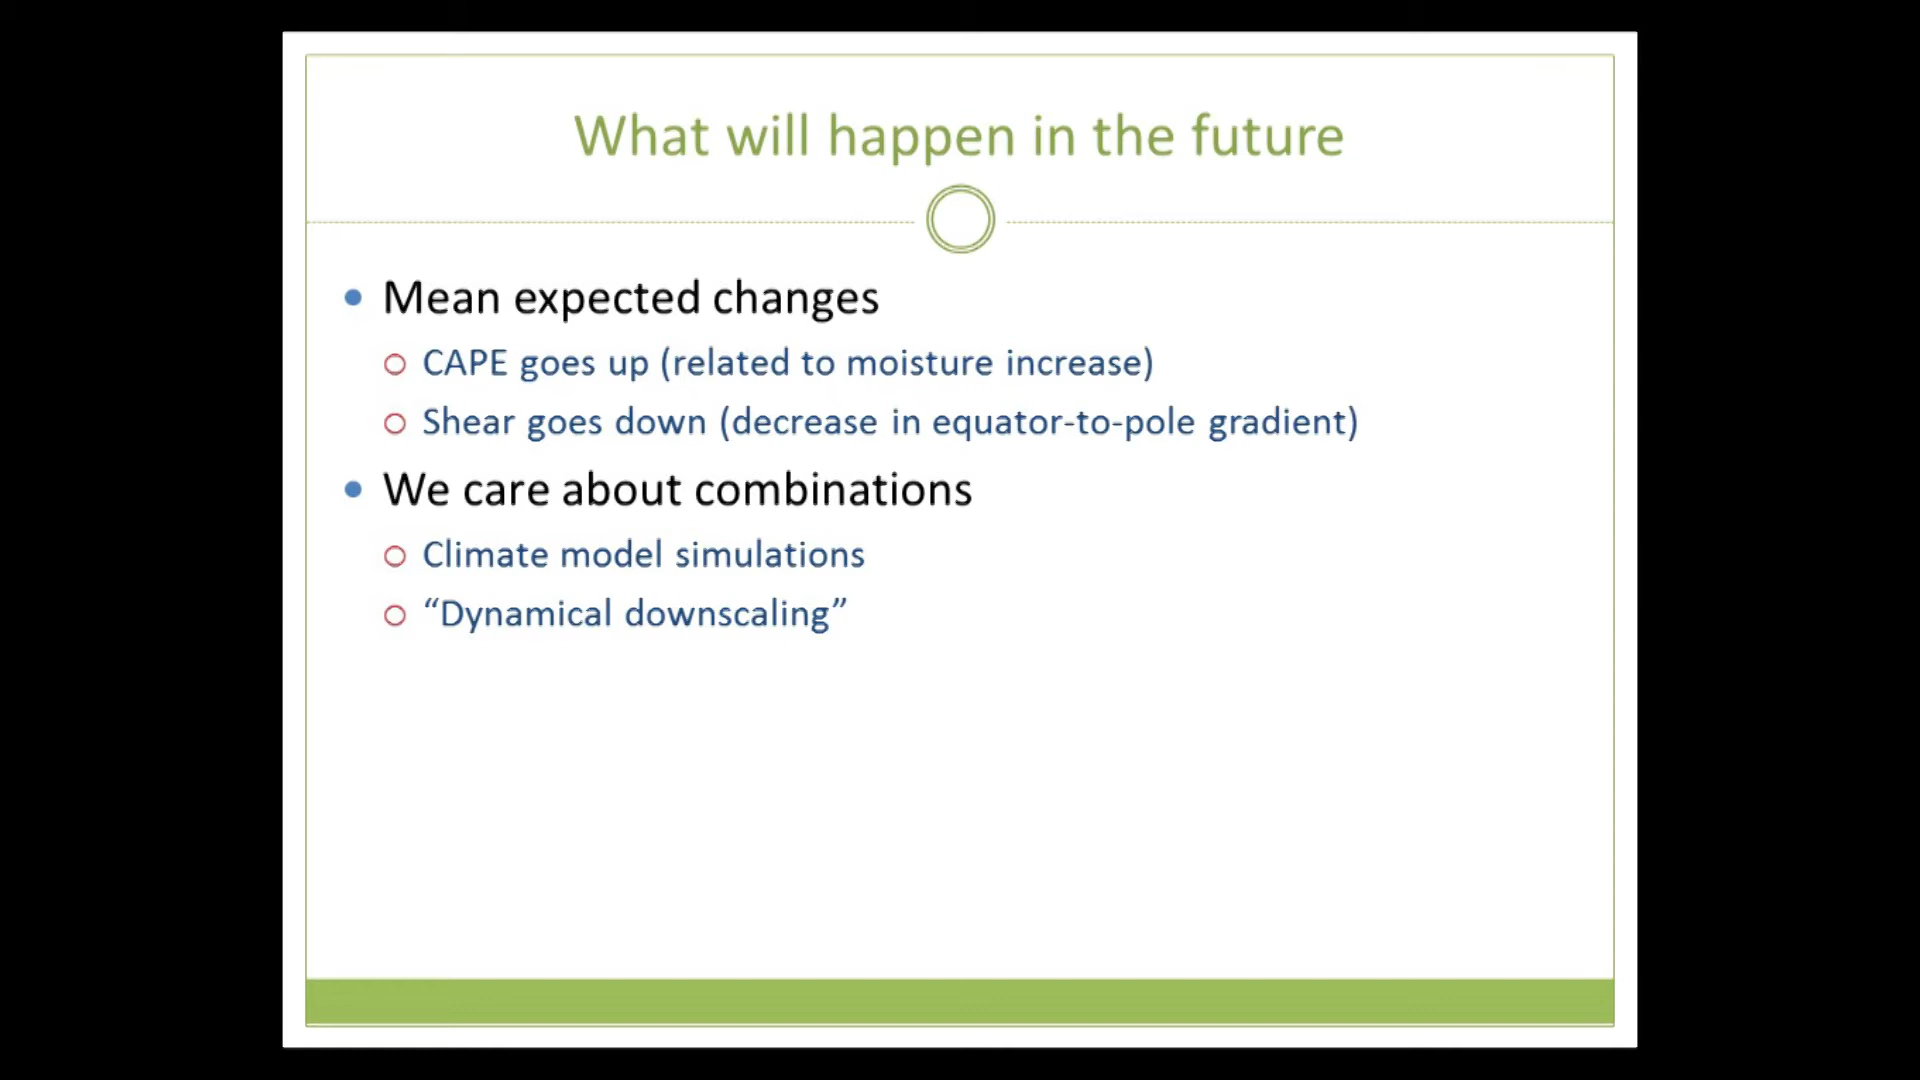 What will happen in the future
Mean expected changes
CAPE goes up (related to moisture increase)
Shear goes down (decrease in equator-to-pole gradient)
We care about combinations
Climate model simulations
“Dynamical downscaling”